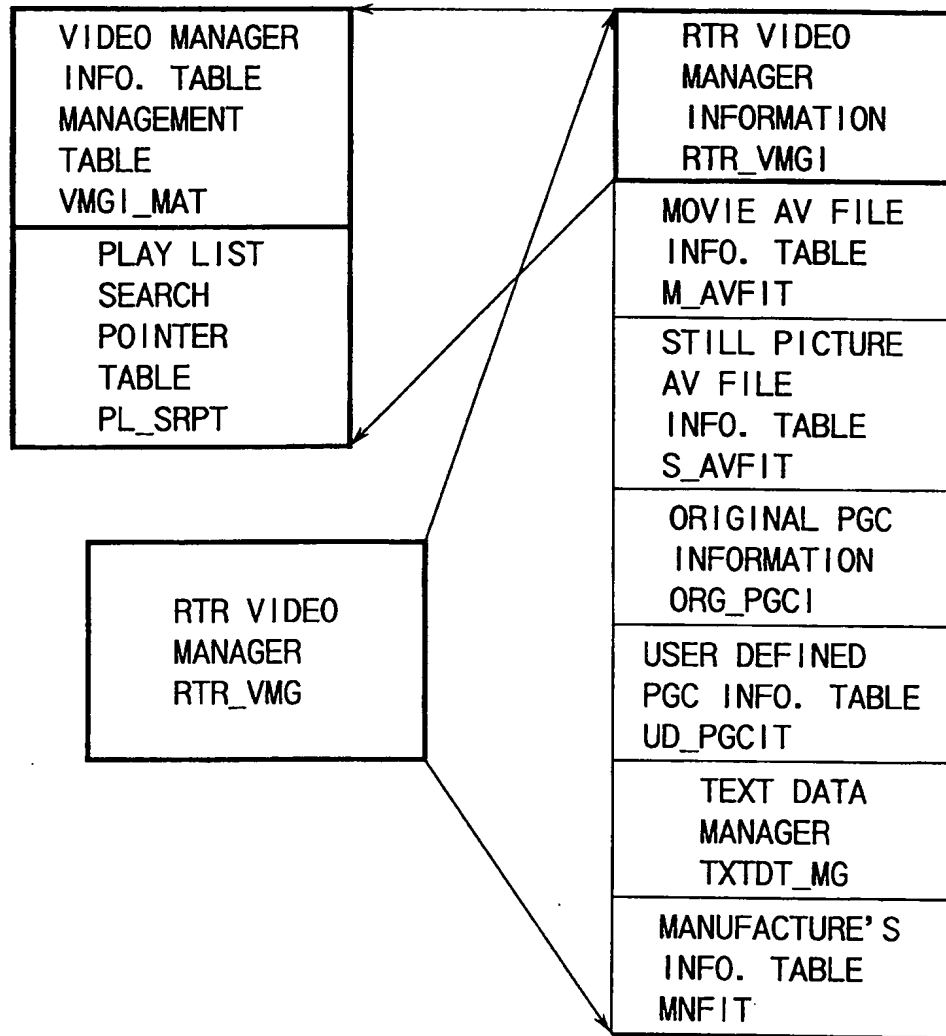 VIDEO MANAGER
INFO. TABLE
MANAGEMENT
TABLE
VMGI_MAT
PLAY LIST
SEARCH
POINTER
TABLE
PL_SRPT
RTR VIDEO
MANAGER
RTR_VMG
RTR VIDEO
MANAGER
INFORMATION
RTR_VMGI
MOVIE AV FILE
INFO. TABLE
M_AVFIT
STILL PICTURE
AV FILE
INFO. TABLE
S_AVFIT
ORIGINAL PGC
INFORMATION
ORG_PGCI
USER DEFINED
PGC INFO. TABLE
UD_PGCIT
TEXT DATA
MANAGER
TXTDT_MG
MANUFACTURE'S
INFO. TABLE
MNFIT